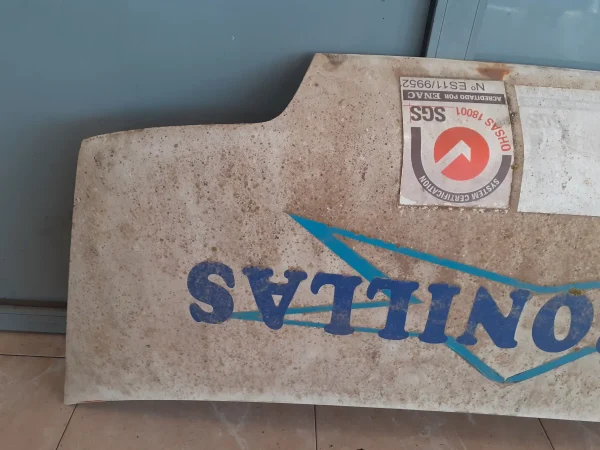 SYSTEM CERTIFICATION
OHSAS 18001
SGS
ACREDITADO POR ENAC
Nº ES11/9952
ONILLAS